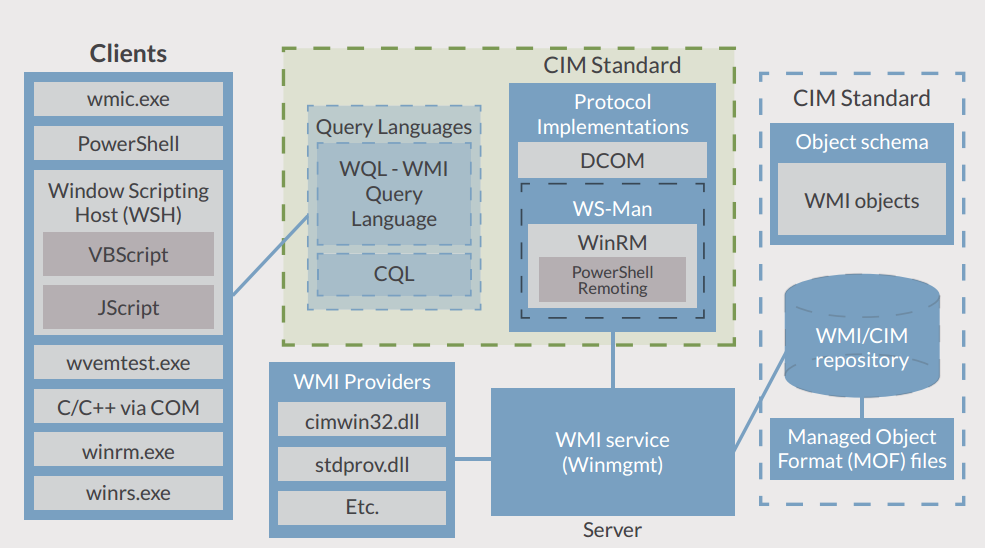 Clients
wmic.exe
PowerShell
Window Scripting
Host (WSH)
VBScript
JScript
wvemtest.exe
C/C++ via COM
winrm.exe
winrs.exe
CIM Standard
Query Languages
WQL - WMI
Query
Language
CQL
Protocol
Implementations
DCOM
WS-Man
WinRM
PowerShell
Remoting
WMI Providers
cimwin32.dll
stdprov.dll
Etc.
WMI service
(Winmgmt)
Server
CIM Standard
Object schema
WMI objects
WMI/CIM
repository
Managed Object
Format (MOF) files